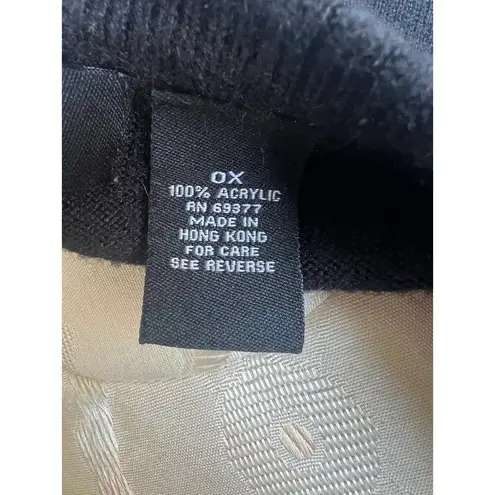 0X
100% ACRYLIC
RN 69377
MADE IN
HONG KONG
FOR CARE
SEE REVERSE